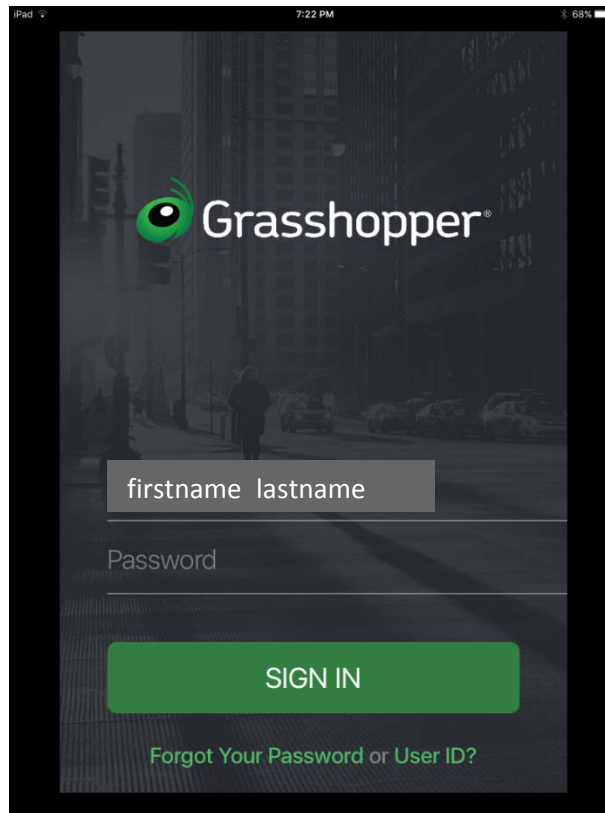 iPad 7:22 PM 68%
Grasshopper®
firstname lastname
Password
SIGN IN
Forgot Your Password or User ID?